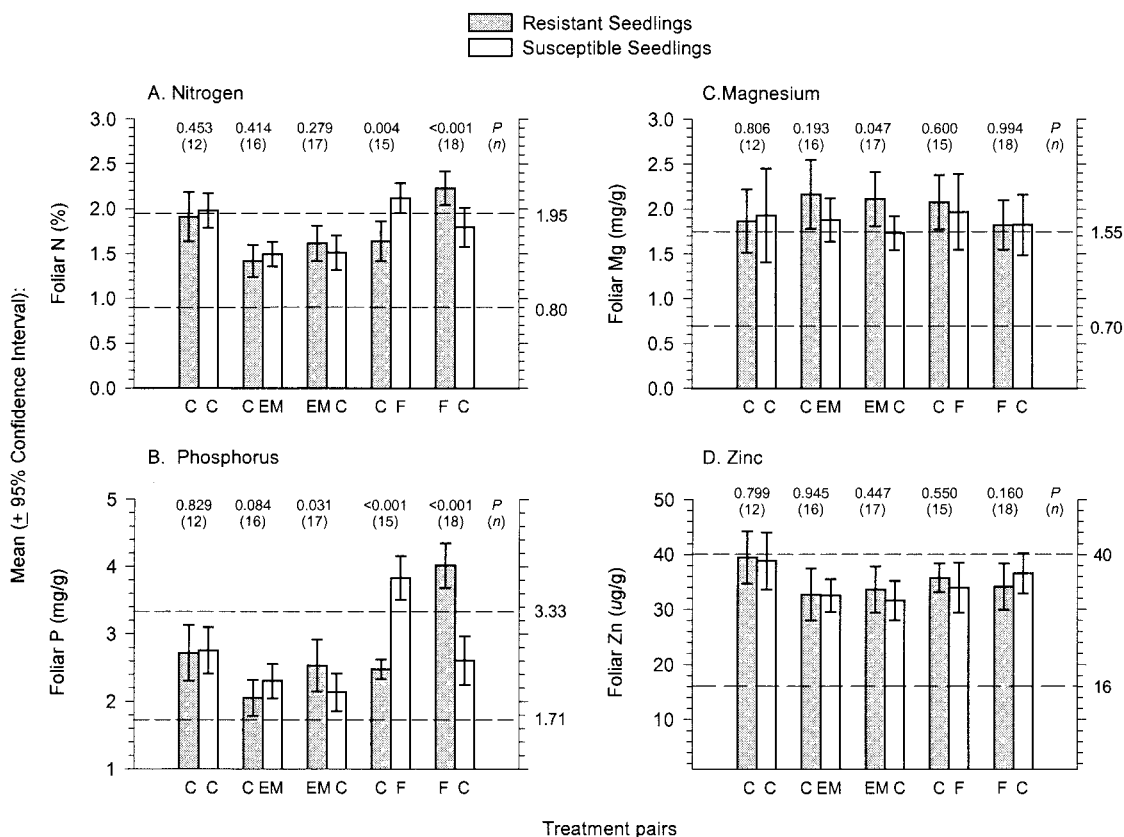 Resistant Seedlings
Susceptible Seedlings
A. Nitrogen
0.453 0.414 0.279 0.004 <0.001 P
(12) (16) (17) (15) (18) (n)
3.0
2.5
2.0
1.5
1.0
0.5
0.0
Foliar N (%)
1.95
0.80
C C C EM EM C C F F C
C.Magnesium
0.806 0.193 0.047 0.600 0.994 P
(12) (16) (17) (15) (18) (n)
3.0
2.5
2.0
1.5
1.0
0.5
0.0
Foliar Mg (mg/g)
1.55
0.70
C C C EM EM C C F F C
B. Phosphorus
0.829 0.084 0.031 <0.001 <0.001 P
(12) (16) (17) (15) (18) (n)
5
4
3
2
1
Foliar P (mg/g)
3.33
1.71
C C C EM EM C C F F C
D. Zinc
0.799 0.945 0.447 0.550 0.160 P
(12) (16) (17) (15) (18) (n)
50
40
30
20
10
Foliar Zn (ug/g)
40
16
C C C EM EM C C F F C
Mean (± 95% Confidence Interval):
Treatment pairs